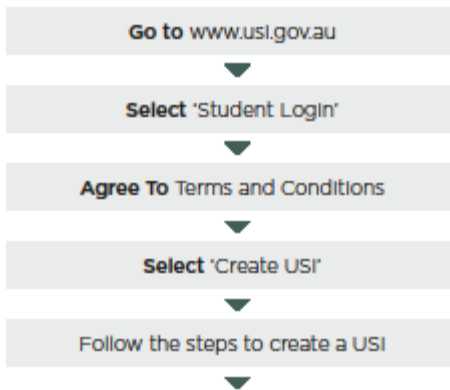 Go to www.usi.gov.au
Select 'Student Login'
Agree To Terms and Conditions
Select 'Create USI'
Follow the steps to create a USI